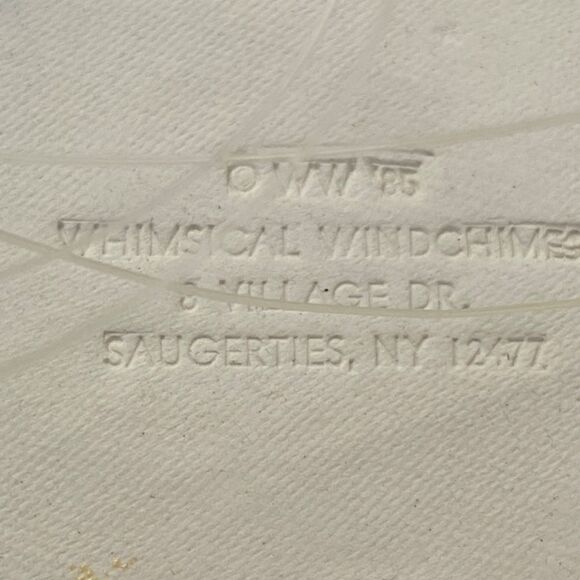 © WW '85
WHIMSICAL WINDCHIMES
VILLAGE DR.
SAUGERTIES, NY 12477